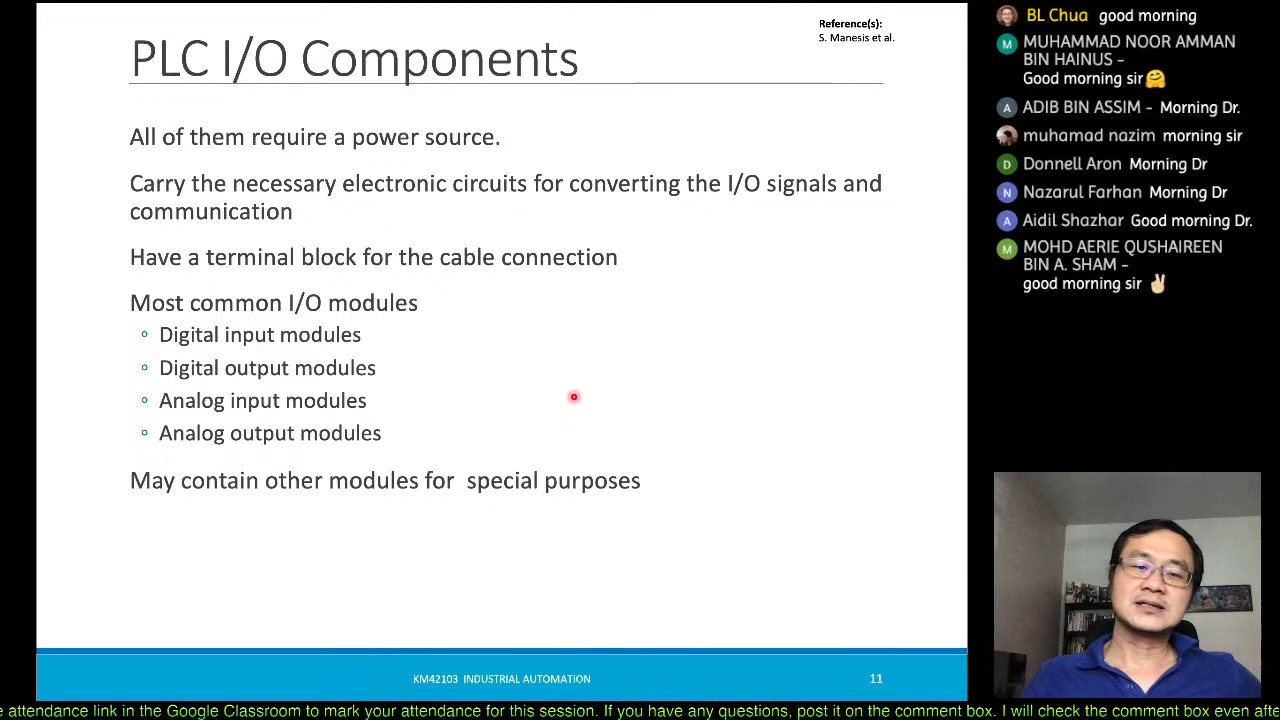 Reference(s):
S. Manesis et al.
PLC I/O Components
All of them require a power source.
Carry the necessary electronic circuits for converting the I/O signals and
communication
Have a terminal block for the cable connection
Most common I/O modules
Digital input modules
Digital output modules
Analog input modules
Analog output modules
May contain other modules for special purposes
KM42103 INDUSTRIAL AUTOMATION
11
BL Chua good morning
M MUHAMMAD NOOR AMMAN
BIN HAINUS -
Good morning sir🤗
A ADIB BIN ASSIM - Morning Dr.
muhamad nazim morning sir
D Donnell Aron Morning Dr
N Nazarul Farhan Morning Dr
A Aidil Shazhar Good morning Dr.
M MOHD AERIE QUSHAIREEN
BIN A. SHAM -
good morning sir ✌🏻
e attendance link in the Google Classroom to mark your attendance for this session. If you have any questions, post it on the comment box. I will check the comment box even afte